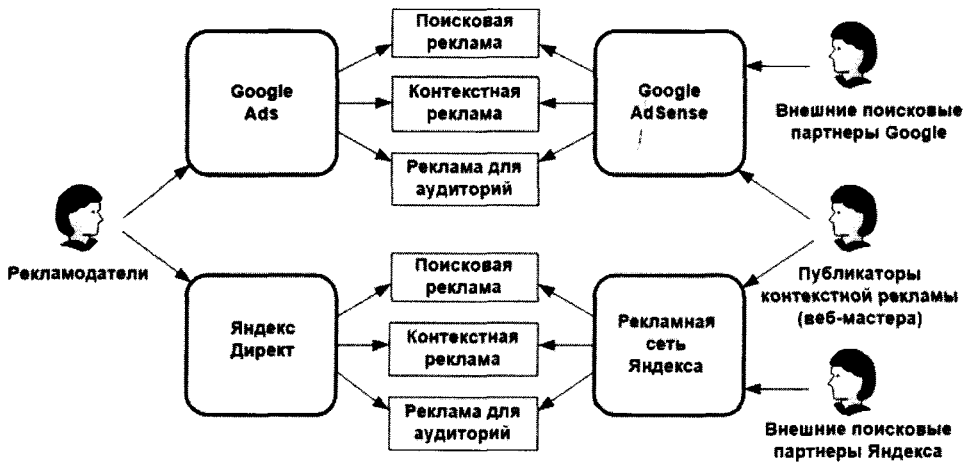 Поисковая
реклама
Google
Ads
Контекстная
реклама
Google
AdSense
Внешние поисковые
партнеры Google
Реклама для
аудиторий
Рекламодатели
Поисковая
реклама
Публикаторы
контекстной рекламы
(веб-мастера)
Яндекс
Директ
Контекстная
реклама
Рекламная
сеть
Яндекса
Реклама для
аудиторий
Внешние поисковые
партнеры Яндекса